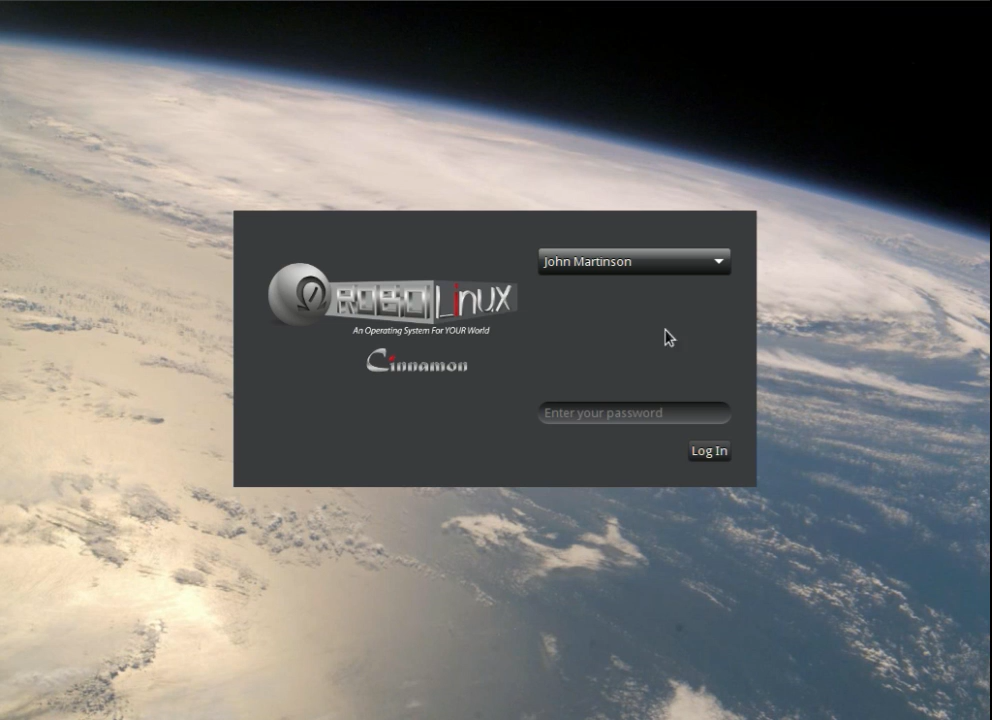 John Martinson
ROBOLinux
An Operating System For YOUR World
Cinnamon
Enter your password
Log In